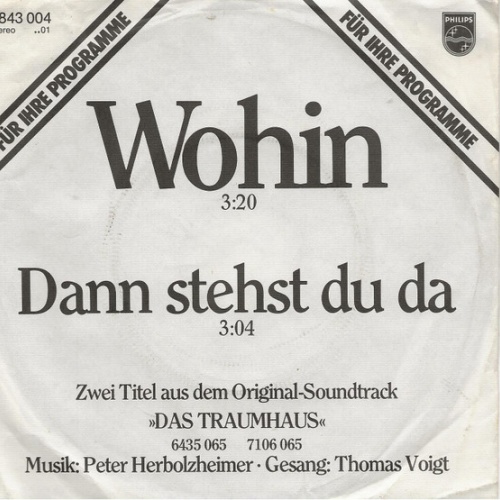 843 004
..01
FÜR IHRE PROGRAMME
FÜR IHRE PROGRAMME
PHILIPS
Wohin
3:20
Dann stehst du da
3:04
Zwei Titel aus dem Original-Soundtrack
»DAS TRAUMHAUS«
6435 065 7106 065
Musik: Peter Herbolzheimer · Gesang: Thomas Voigt